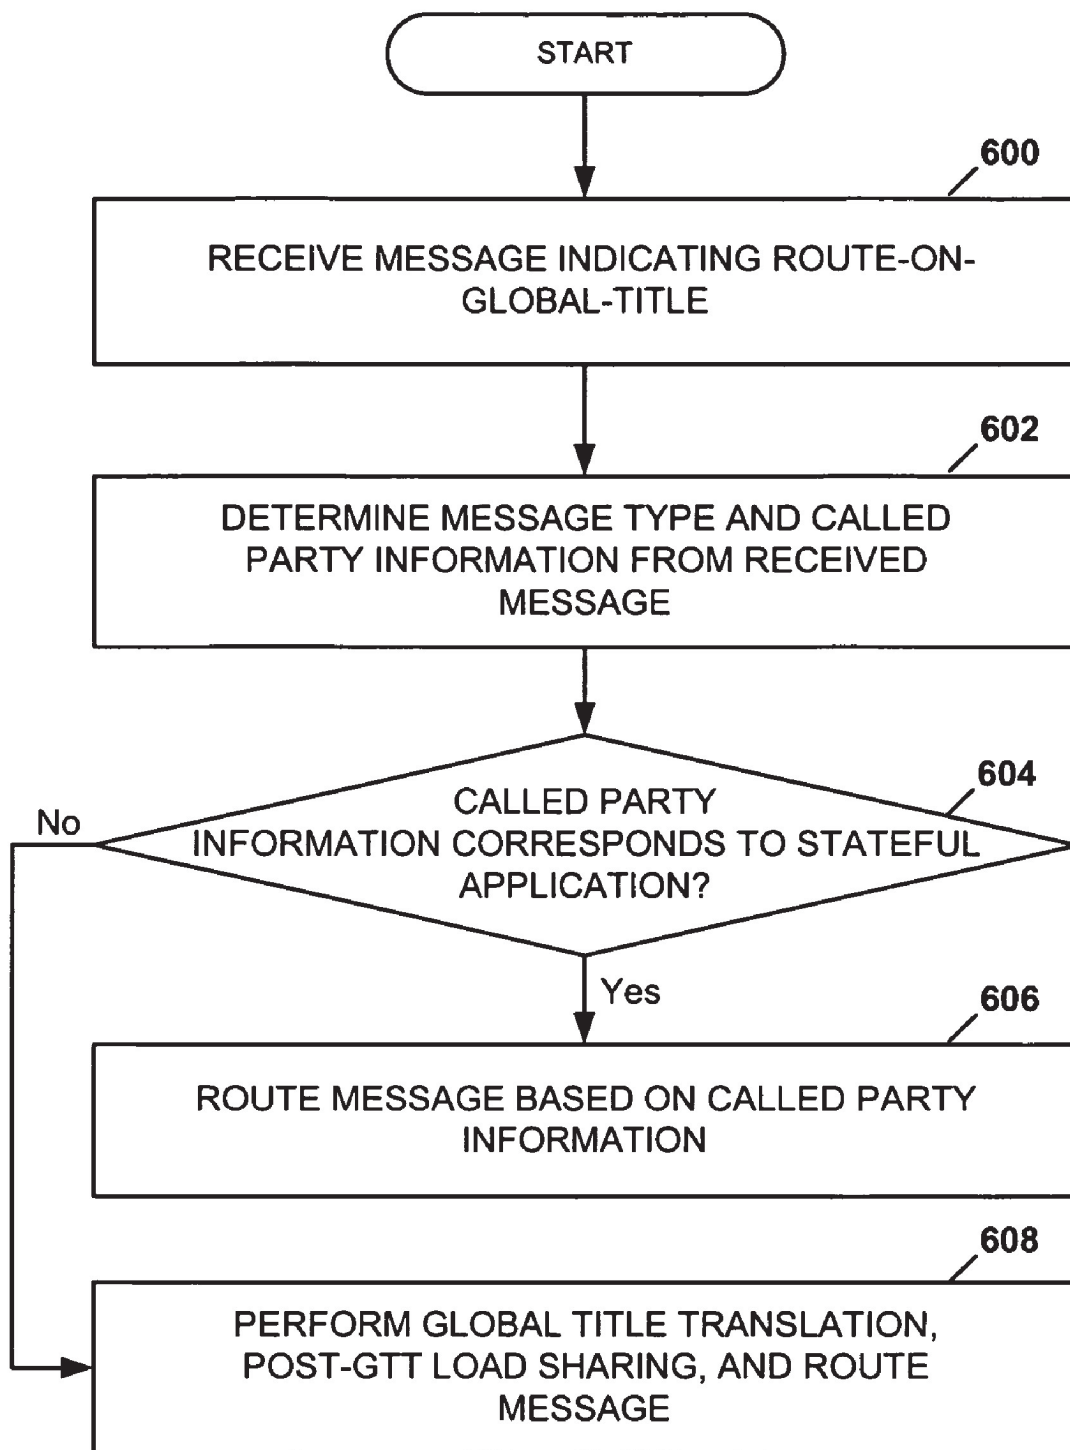 START
600
RECEIVE MESSAGE INDICATING ROUTE-ON-
GLOBAL-TITLE
602
DETERMINE MESSAGE TYPE AND CALLED
PARTY INFORMATION FROM RECEIVED
MESSAGE
604
CALLED PARTY
INFORMATION CORRESPONDS TO STATEFUL
APPLICATION?
No
Yes
606
ROUTE MESSAGE BASED ON CALLED PARTY
INFORMATION
608
PERFORM GLOBAL TITLE TRANSLATION,
POST-GTT LOAD SHARING, AND ROUTE
MESSAGE